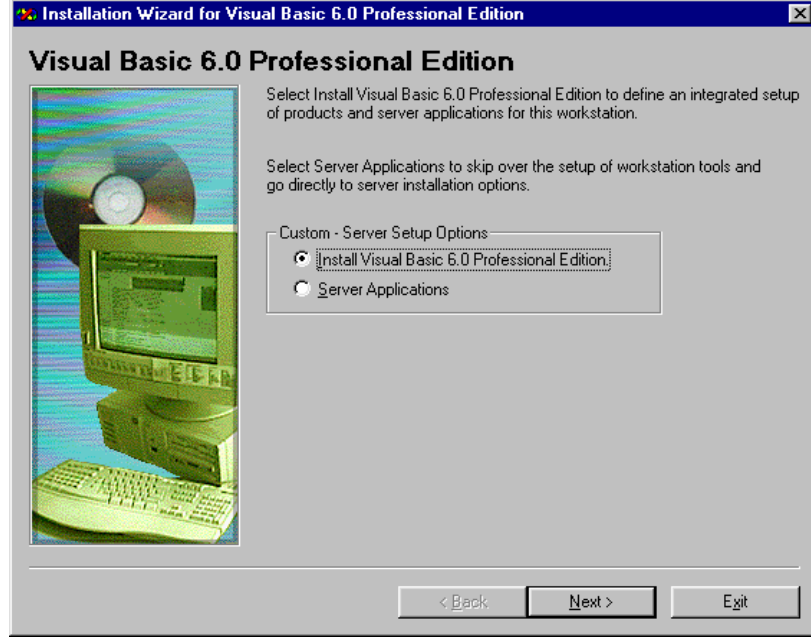 Installation Wizard for Visual Basic 6.0 Professional Edition
Visual Basic 6.0 Professional Edition
Select Install Visual Basic 6.0 Professional Edition to define an integrated setup
of products and server applications for this workstation.
Select Server Applications to skip over the setup of workstation tools and
go directly to server installation options.
Custom - Server Setup Options
Install Visual Basic 6.0 Professional Edition.
Server Applications
< Back
Next >
Exit